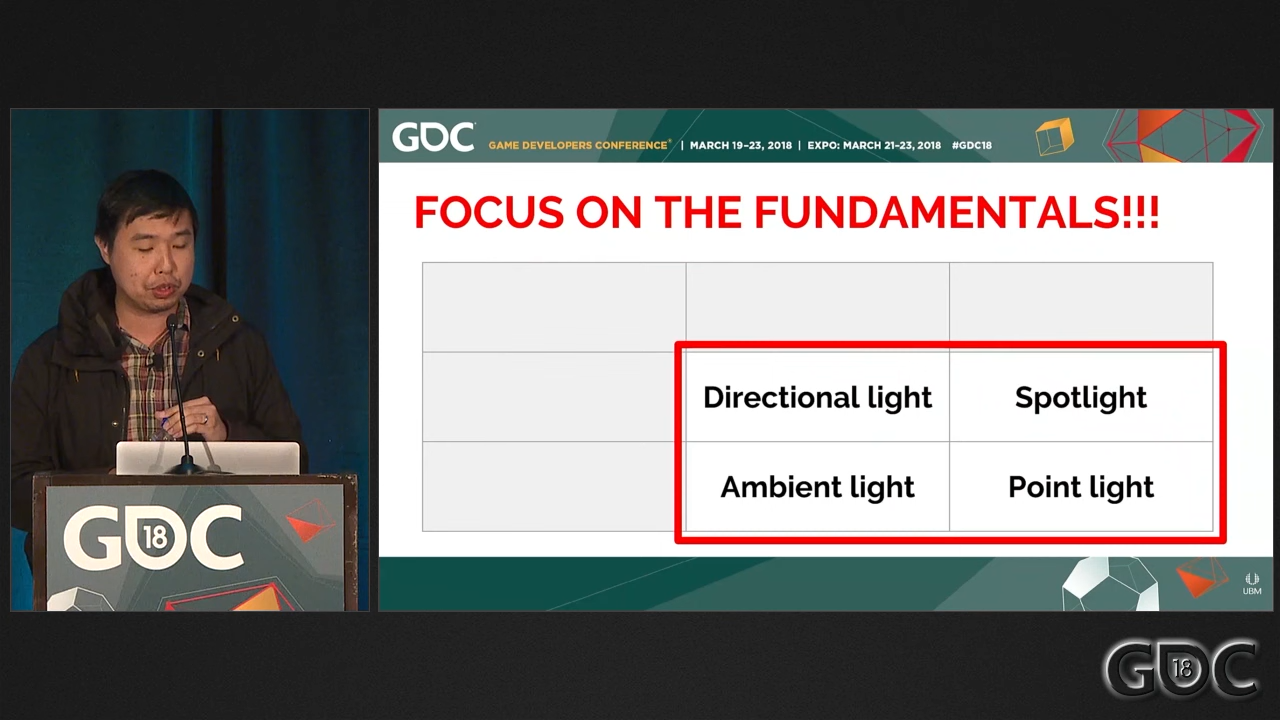 GDC
GAME DEVELOPERS CONFERENCE® | MARCH 19–23, 2018 | EXPO: MARCH 21–23, 2018 #GDC18
FOCUS ON THE FUNDAMENTALS!!!
Directional light
Spotlight
Ambient light
Point light
GDC
18
UBM
GDC
18